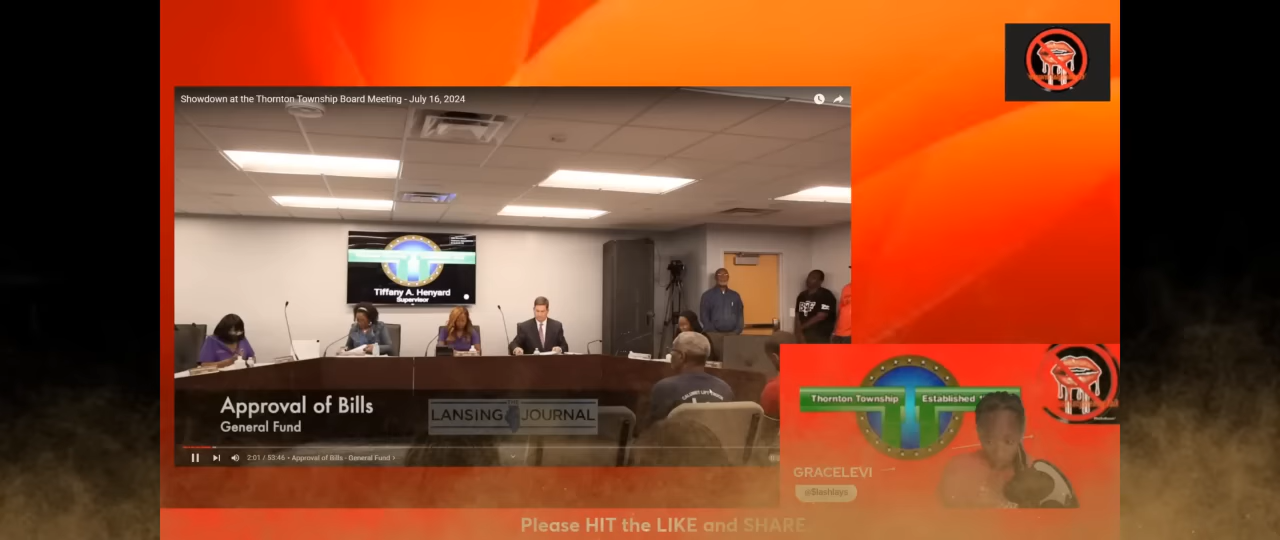 Showdown at the Thornton Township Board Meeting - July 16, 2024
Tiffany A. Henyard
Supervisor
Approval of Bills
General Fund
LANSING JOURNAL
2:01 / 53:46 • Approval of Bills - General Fund ›
Thornton Township
Established
GRACELEVI
@Slashlays
Please HIT the LIKE and SHARE.